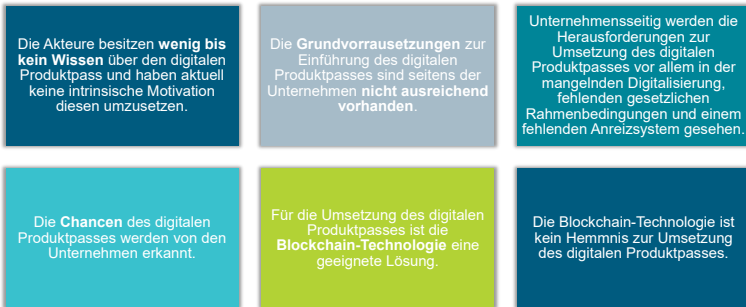 Die Akteure besitzen wenig bis
kein Wissen über den digitalen
Produktpass und haben aktuell
keine intrinsische Motivation
diesen umzusetzen.
Die Grundvorrausetzungen zur
Einführung des digitalen
Produktpasses sind seitens der
Unternehmen nicht ausreichend
vorhanden.
Unternehmensseitig werden die
Herausforderungen zur
Umsetzung des digitalen
Produktpasses vor allem in der
mangelnden Digitalisierung,
fehlenden gesetzlichen
Rahmenbedingungen und einem
fehlenden Anreizsystem gesehen.
Die Chancen des digitalen
Produktpasses werden von den
Unternehmen erkannt.
Für die Umsetzung des digitalen
Produktpasses ist die
Blockchain-Technologie eine
geeignete Lösung.
Die Blockchain-Technologie ist
kein Hemmnis zur Umsetzung
des digitalen Produktpasses.